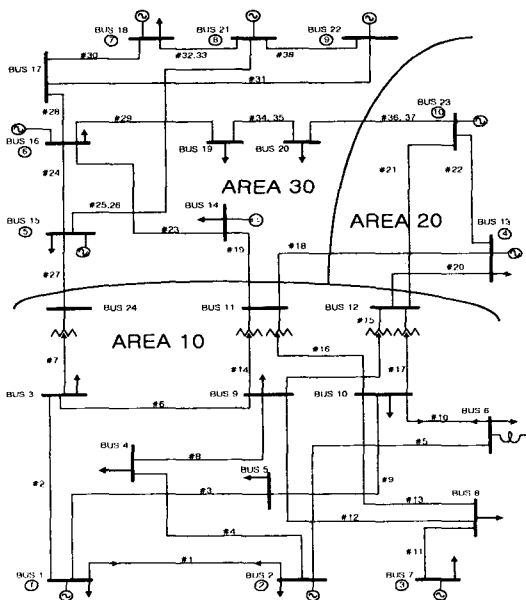 BUS 18
⑦
BUS 21
⑧
BUS 22
⑨
#30
#32,33
#38
BUS 17
#31
#28
BUS 23
⑩
#29
#34, 35
#36, 37
BUS 16
⑥
BUS 19
BUS 20
#24
#21
#22
AREA 30
#25,26
BUS 14
AREA 20
BUS 13
④
BUS 15
⑤
#23
#18
#19
#20
#27
BUS 24
BUS 11
BUS 12
#15
AREA 10
#7
#14
#16
#17
BUS 3
BUS 9
BUS 10
#6
#10
BUS 6
BUS 4
#5
#8
BUS 5
#2
#3
#9
BUS 8
#13
#12
#4
#11
#1
BUS 1
①
BUS 2
②
BUS 7
③